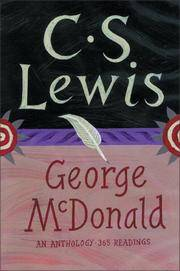 C·S
Lewis
George
McDonald
AN ANTHOLOGY · 365 READINGS